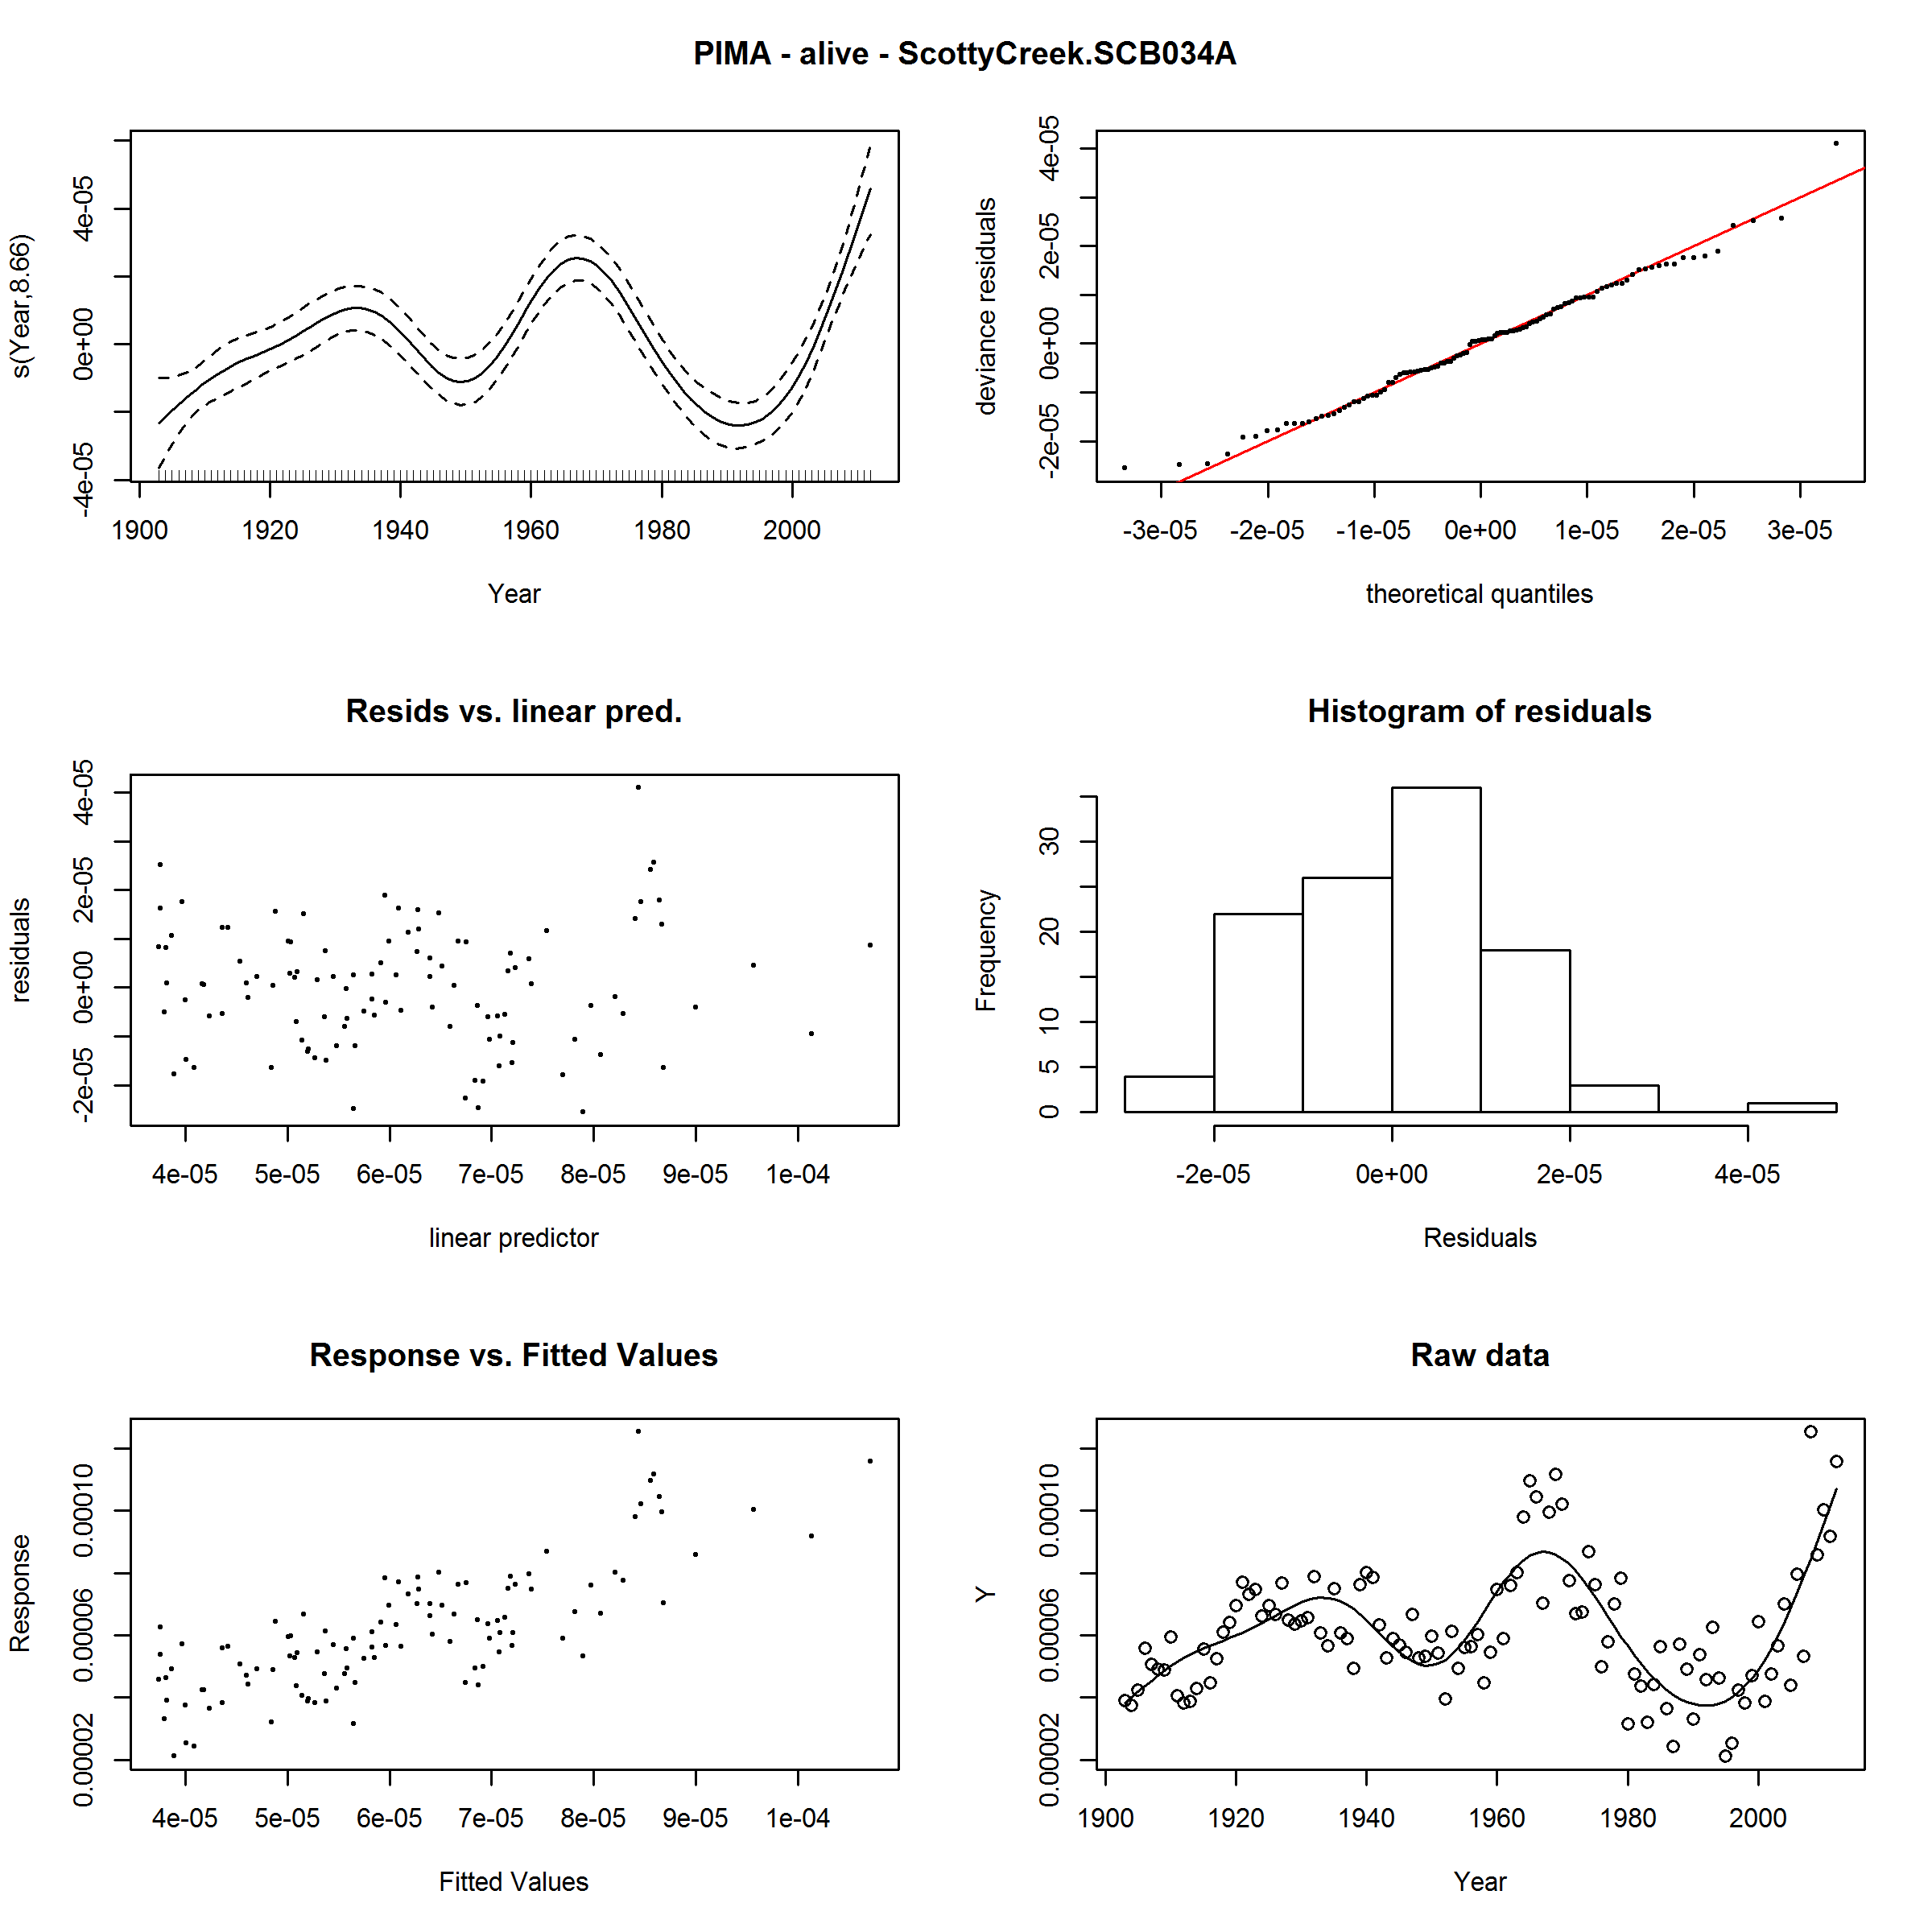 PIMA - alive - ScottyCreek.SCB034A
s(Year,8.66)
-4e-05 0e+00 4e-05
1900 1920 1940 1960 1980 2000
Year
deviance residuals
-2e-05 0e+00 2e-05 4e-05
-3e-05 -2e-05 -1e-05 0e+00 1e-05 2e-05 3e-05
theoretical quantiles
Resids vs. linear pred.
residuals
-2e-05 0e+00 2e-05 4e-05
4e-05 5e-05 6e-05 7e-05 8e-05 9e-05 1e-04
linear predictor
Histogram of residuals
Frequency
0 5 10 20 30
-2e-05 0e+00 2e-05 4e-05
Residuals
Response vs. Fitted Values
Response
0.00002 0.00006 0.00010
4e-05 5e-05 6e-05 7e-05 8e-05 9e-05 1e-04
Fitted Values
Raw data
Y
0.00002 0.00006 0.00010
1900 1920 1940 1960 1980 2000
Year